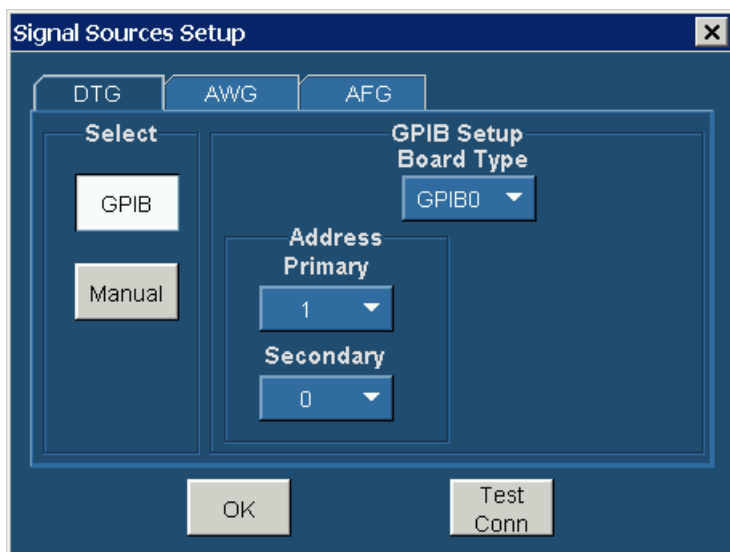 Signal Sources Setup
DTG AWG AFG
Select
GPIB
Manual
GPIB Setup
Board Type
GPIB0
Address
Primary
1
Secondary
0
OK
Test
Conn